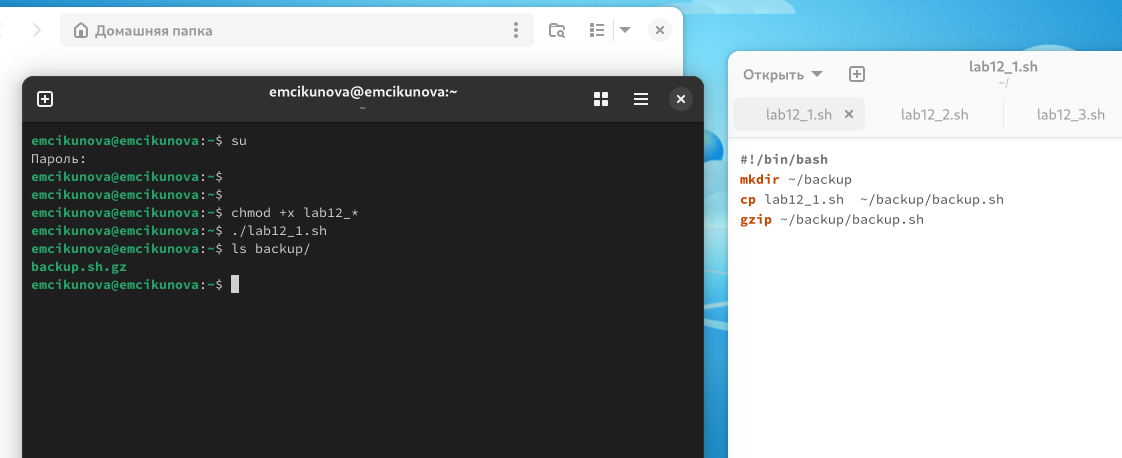 Домашняя папка
emcikunova@emcikunova:~
~
emcikunova@emcikunova:~$ su
Пароль:
emcikunova@emcikunova:~$
emcikunova@emcikunova:~$
emcikunova@emcikunova:~$ chmod +x lab12_*
emcikunova@emcikunova:~$ ./lab12_1.sh
emcikunova@emcikunova:~$ ls backup/
backup.sh.gz
emcikunova@emcikunova:~$
Открыть
lab12_1.sh
~/
lab12_1.sh
lab12_2.sh
lab12_3.sh
#!/bin/bash
mkdir ~/backup
cp lab12_1.sh  ~/backup/backup.sh
gzip ~/backup/backup.sh